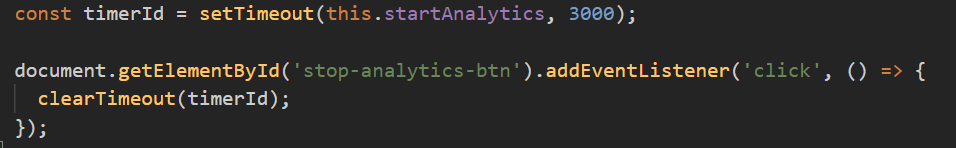 const timerId = setTimeout(this.startAnalytics, 3000);
document.getElementById('stop-analytics-btn').addEventListener('click', () => {
clearTimeout(timerId);
});